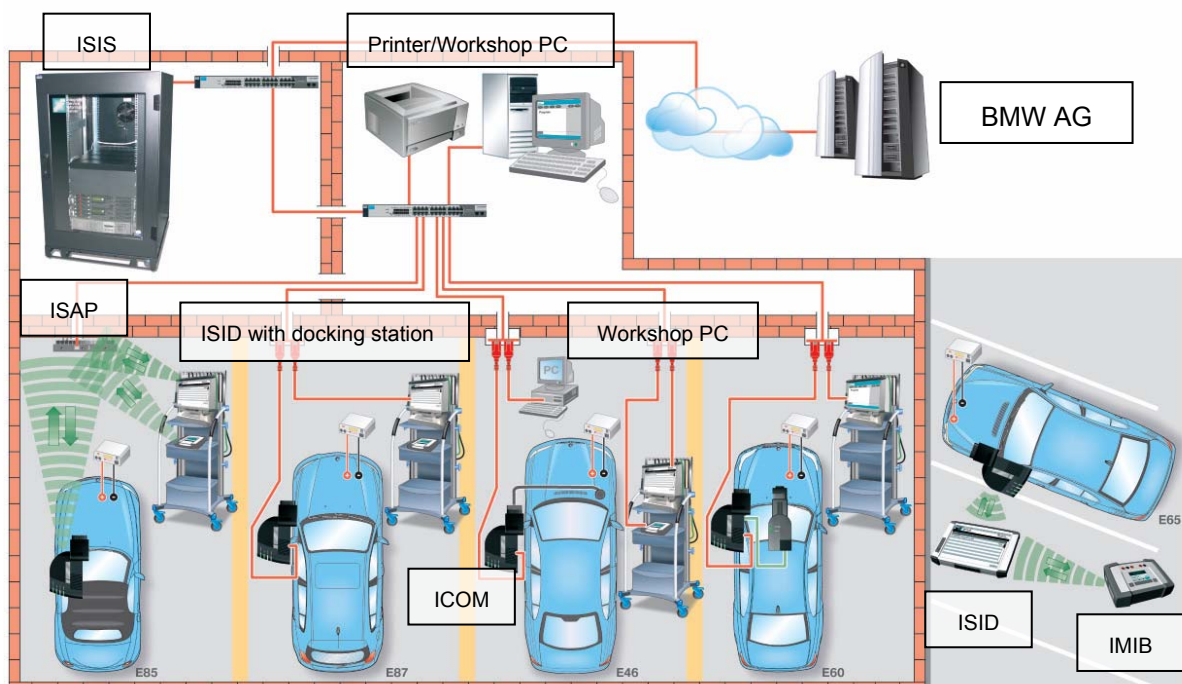 ISIS
Printer/Workshop PC
BMW AG
ISAP
ISID with docking station
Workshop PC
PC
E65
ICOM
ISID
IMIB
E85
E87
E46
E60